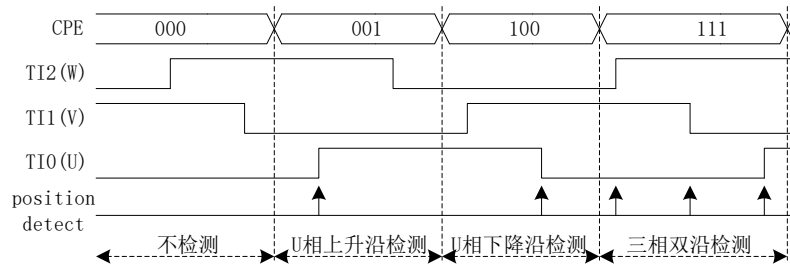 CPE 000 001 100 111
TI2(W)
TI1(V)
TI0(U)
position
detect
不检测 U相上升沿检测 U相下降沿检测 三相双沿检测